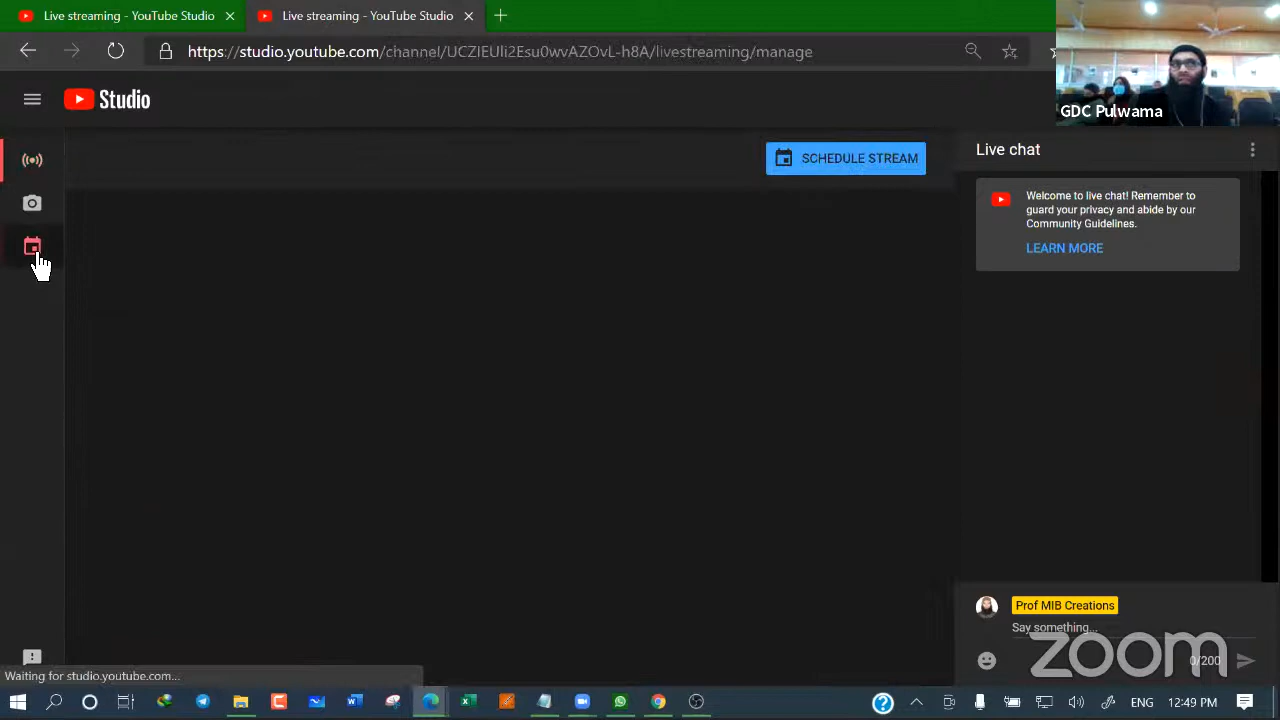 Live streaming - YouTube Studio
Live streaming - YouTube Studio
https://studio.youtube.com/channel/UCZIEUIi2Esu0wvAZOvL-h8A/livestreaming/manage
GDC Pulwama
Studio
SCHEDULE STREAM
Live chat
Welcome to live chat! Remember to
guard your privacy and abide by our
Community Guidelines.
LEARN MORE
Prof MIB Creations
Say something...
0/200
zoom
Waiting for studio.youtube.com...
ENG
12:49 PM